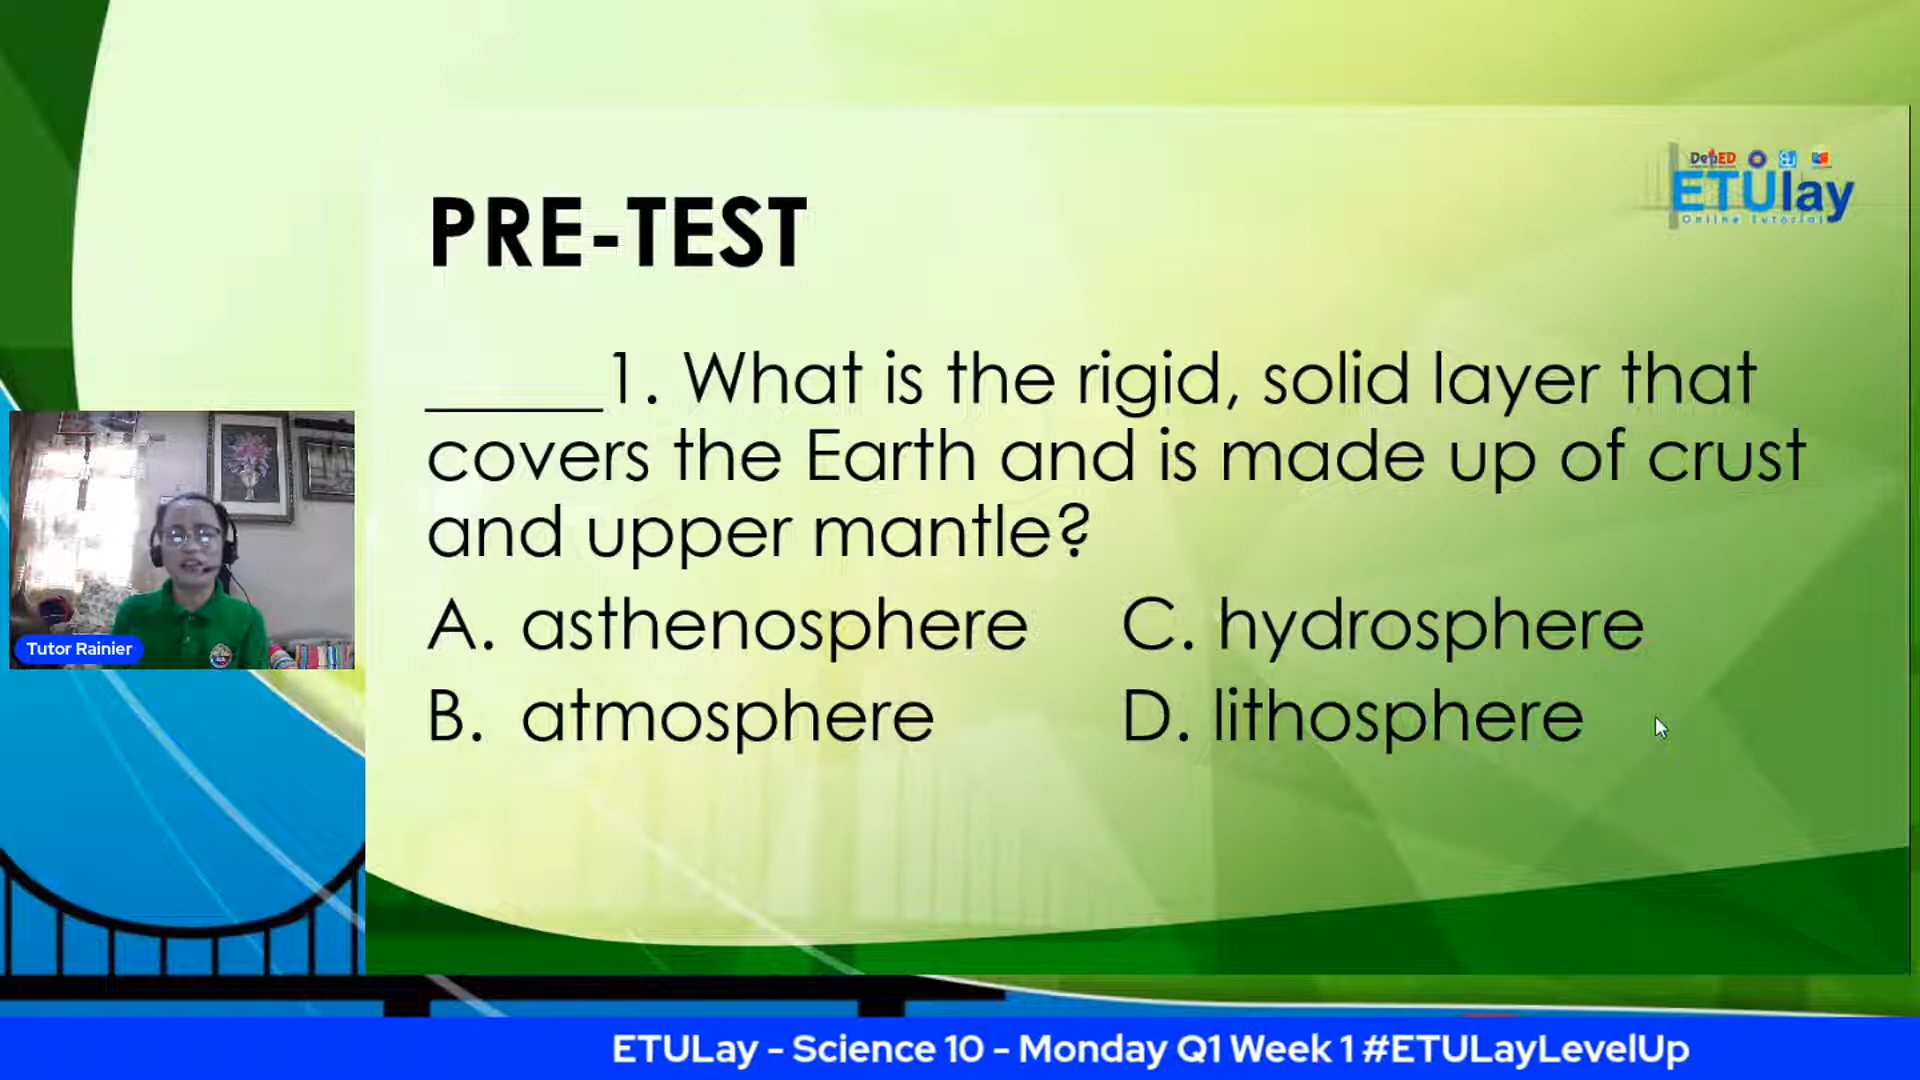 DepED
ETUlay
Online Tutorial
PRE-TEST
_____1. What is the rigid, solid layer that
covers the Earth and is made up of crust
and upper mantle?
A. asthenosphere C. hydrosphere
B. atmosphere D. lithosphere
Tutor Rainier
ETULay - Science 10 - Monday Q1 Week 1 #ETULayLevelUp